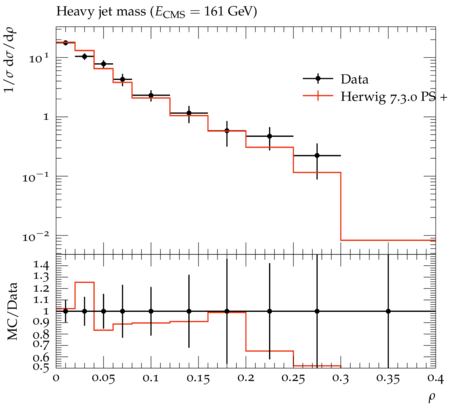 Heavy jet mass (E_CMS = 161 GeV)
1/σ dσ/dρ
10^1
1
10^−1
10^−2
Data
Herwig 7.3.0 PS +
MC/Data
1.4
1.3
1.2
1.1
1
0.9
0.8
0.7
0.6
0.5
0 0.05 0.1 0.15 0.2 0.25 0.3 0.35 0.4
ρ